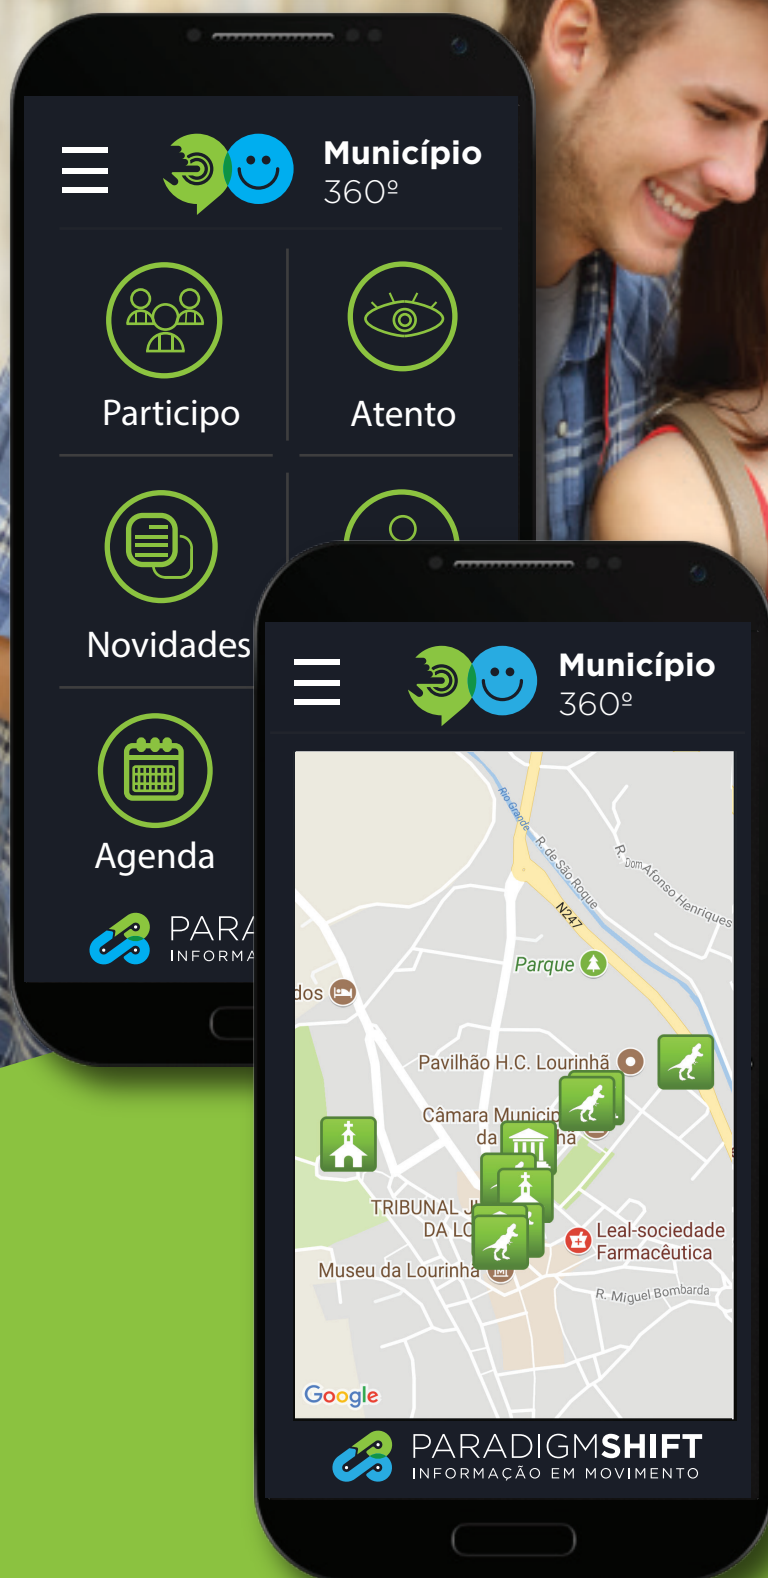 Município
360º
Participo
Atento
Novidades
Agenda
PARA
INFORMA
Município
360º
Rio Grande
R. de São Roque
R. Dom Afonso Henriques
N247
Parque
dos
Pavilhão H.C. Lourinhã
Câmara Municip
da
hã
TRIBUNAL JU
DA LO
Leal-sociedade
Farmacêutica
Museu da Lourinhã
R. Miguel Bombarda
Google
PARADIGMSHIFT
INFORMAÇÃO EM MOVIMENTO